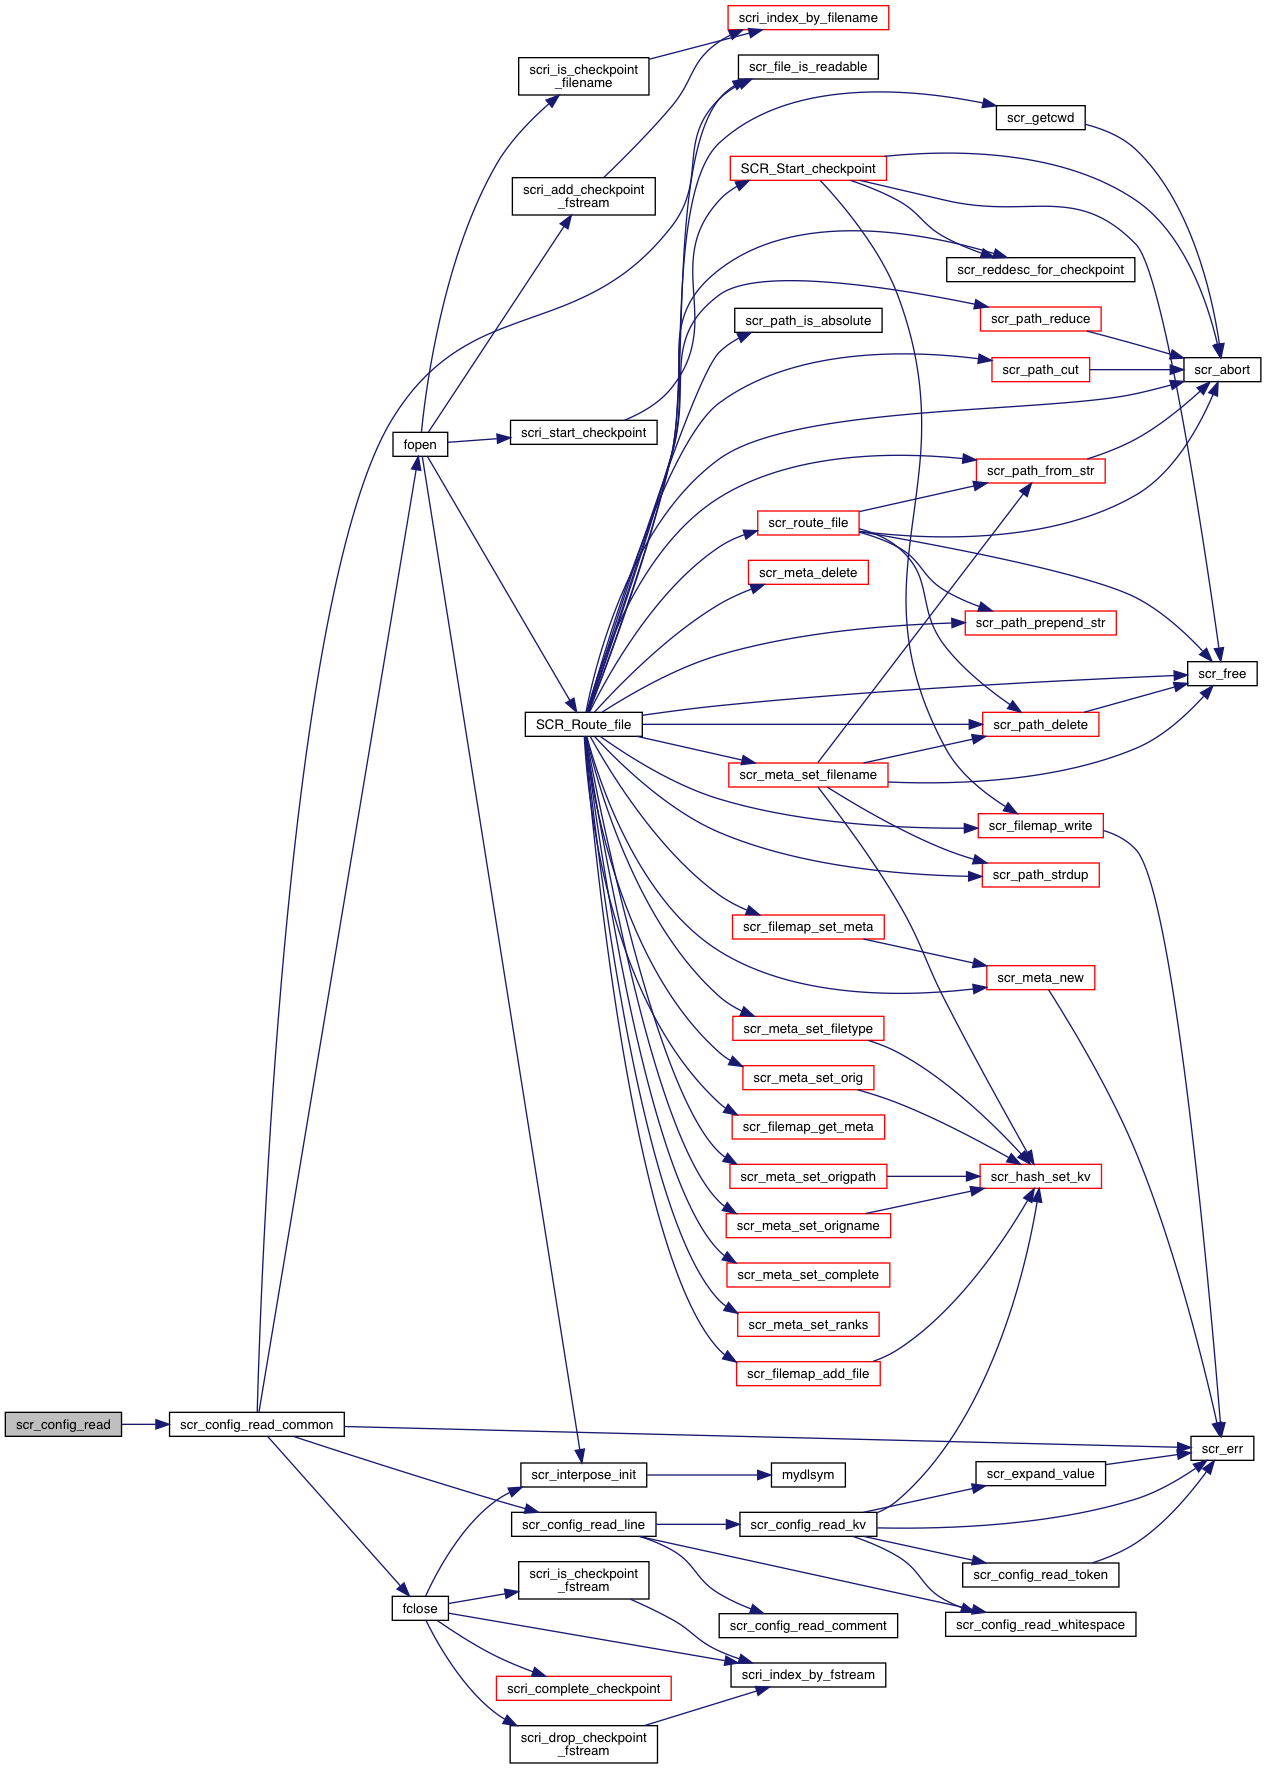 scri_index_by_filename
scri_is_checkpoint
_filename
scr_file_is_readable
scr_getcwd
SCR_Start_checkpoint
scri_add_checkpoint
_fstream
scr_reddesc_for_checkpoint
scr_path_reduce
scr_path_is_absolute
scr_path_cut
scr_abort
scri_start_checkpoint
fopen
scr_path_from_str
scr_route_file
scr_meta_delete
scr_path_prepend_str
scr_free
SCR_Route_file
scr_path_delete
scr_meta_set_filename
scr_filemap_write
scr_path_strdup
scr_filemap_set_meta
scr_meta_new
scr_meta_set_filetype
scr_meta_set_orig
scr_filemap_get_meta
scr_meta_set_origpath
scr_hash_set_kv
scr_meta_set_origname
scr_meta_set_complete
scr_meta_set_ranks
scr_filemap_add_file
scr_config_read
scr_config_read_common
scr_err
scr_interpose_init
mydlsym
scr_expand_value
scr_config_read_line
scr_config_read_kv
scr_config_read_token
scri_is_checkpoint
_fstream
fclose
scr_config_read_comment
scr_config_read_whitespace
scri_index_by_fstream
scri_complete_checkpoint
scri_drop_checkpoint
_fstream